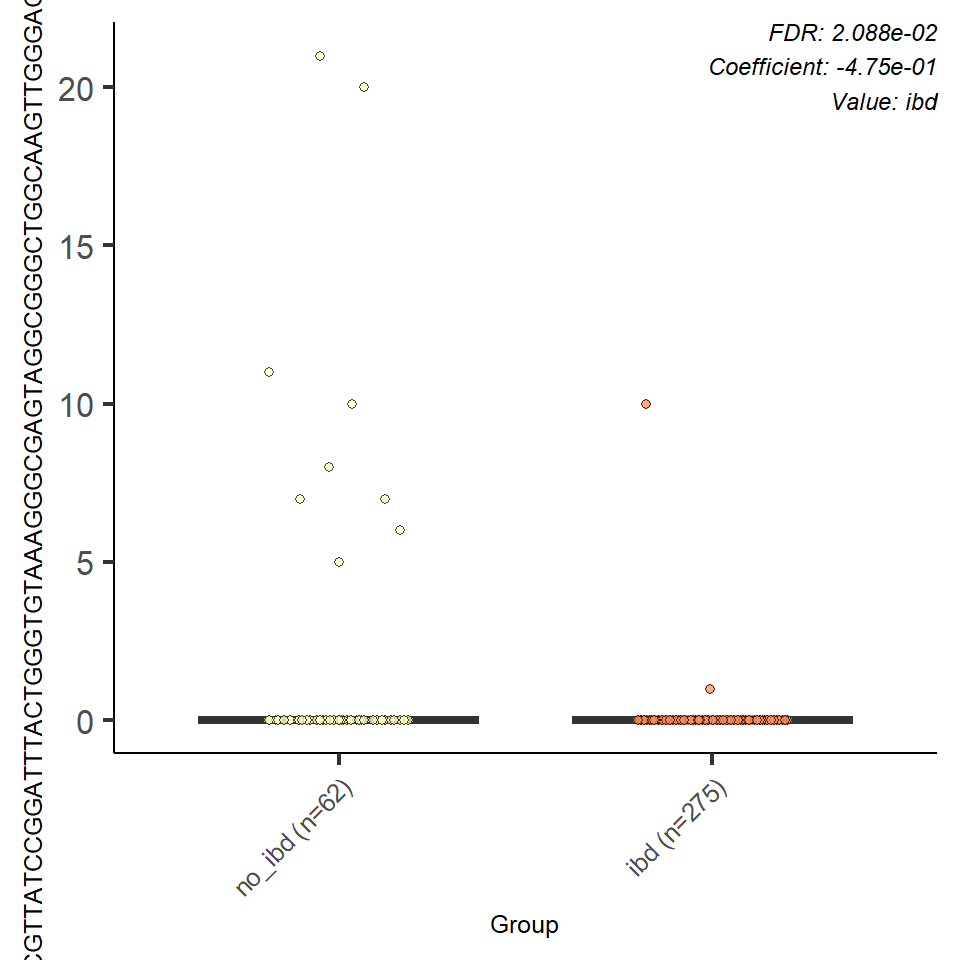 FDR: 2.088e-02
Coefficient: -4.75e-01
Value: ibd
20
15
10
5
0
CGTTATCCGGATTTACTGGGTGTAAAGGGCGAGTAGGCGGGCTGGCAAGTTGGGAG
no_ibd (n=62)
ibd (n=275)
Group